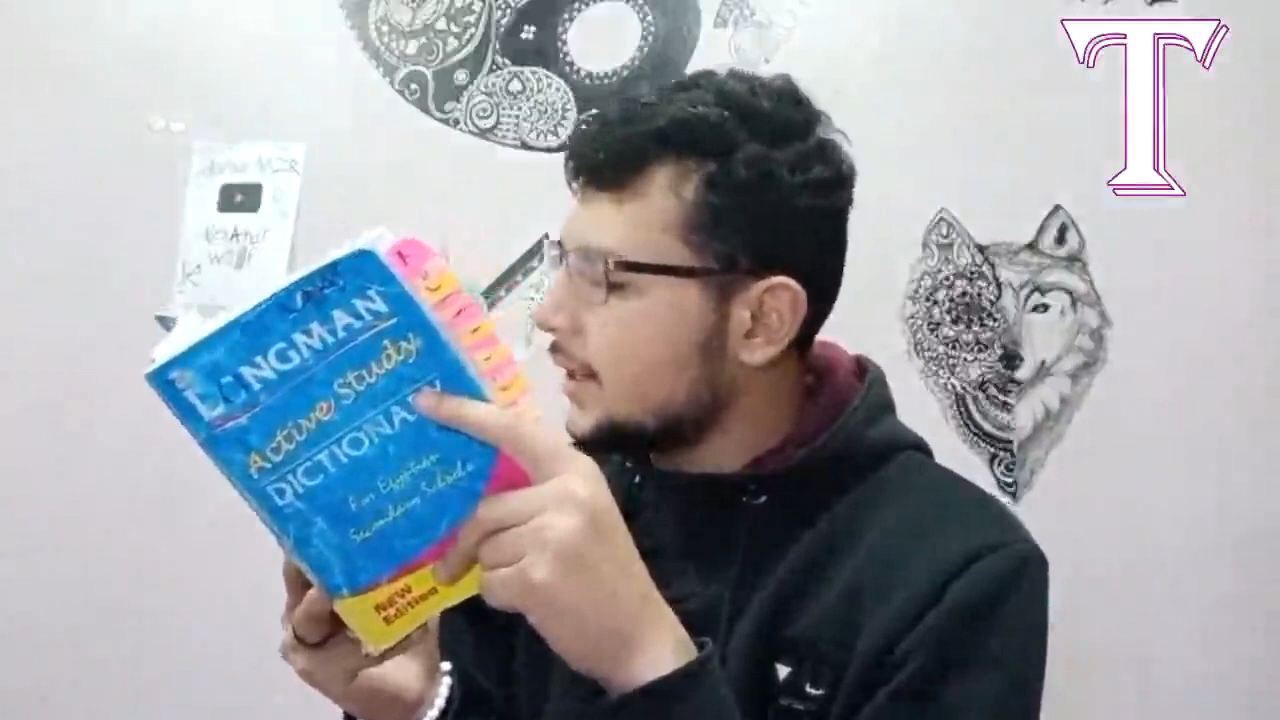 T
LONGMAN
Active Study
DICTIONARY
For Egyptian
Secondary Schools
New
Edition